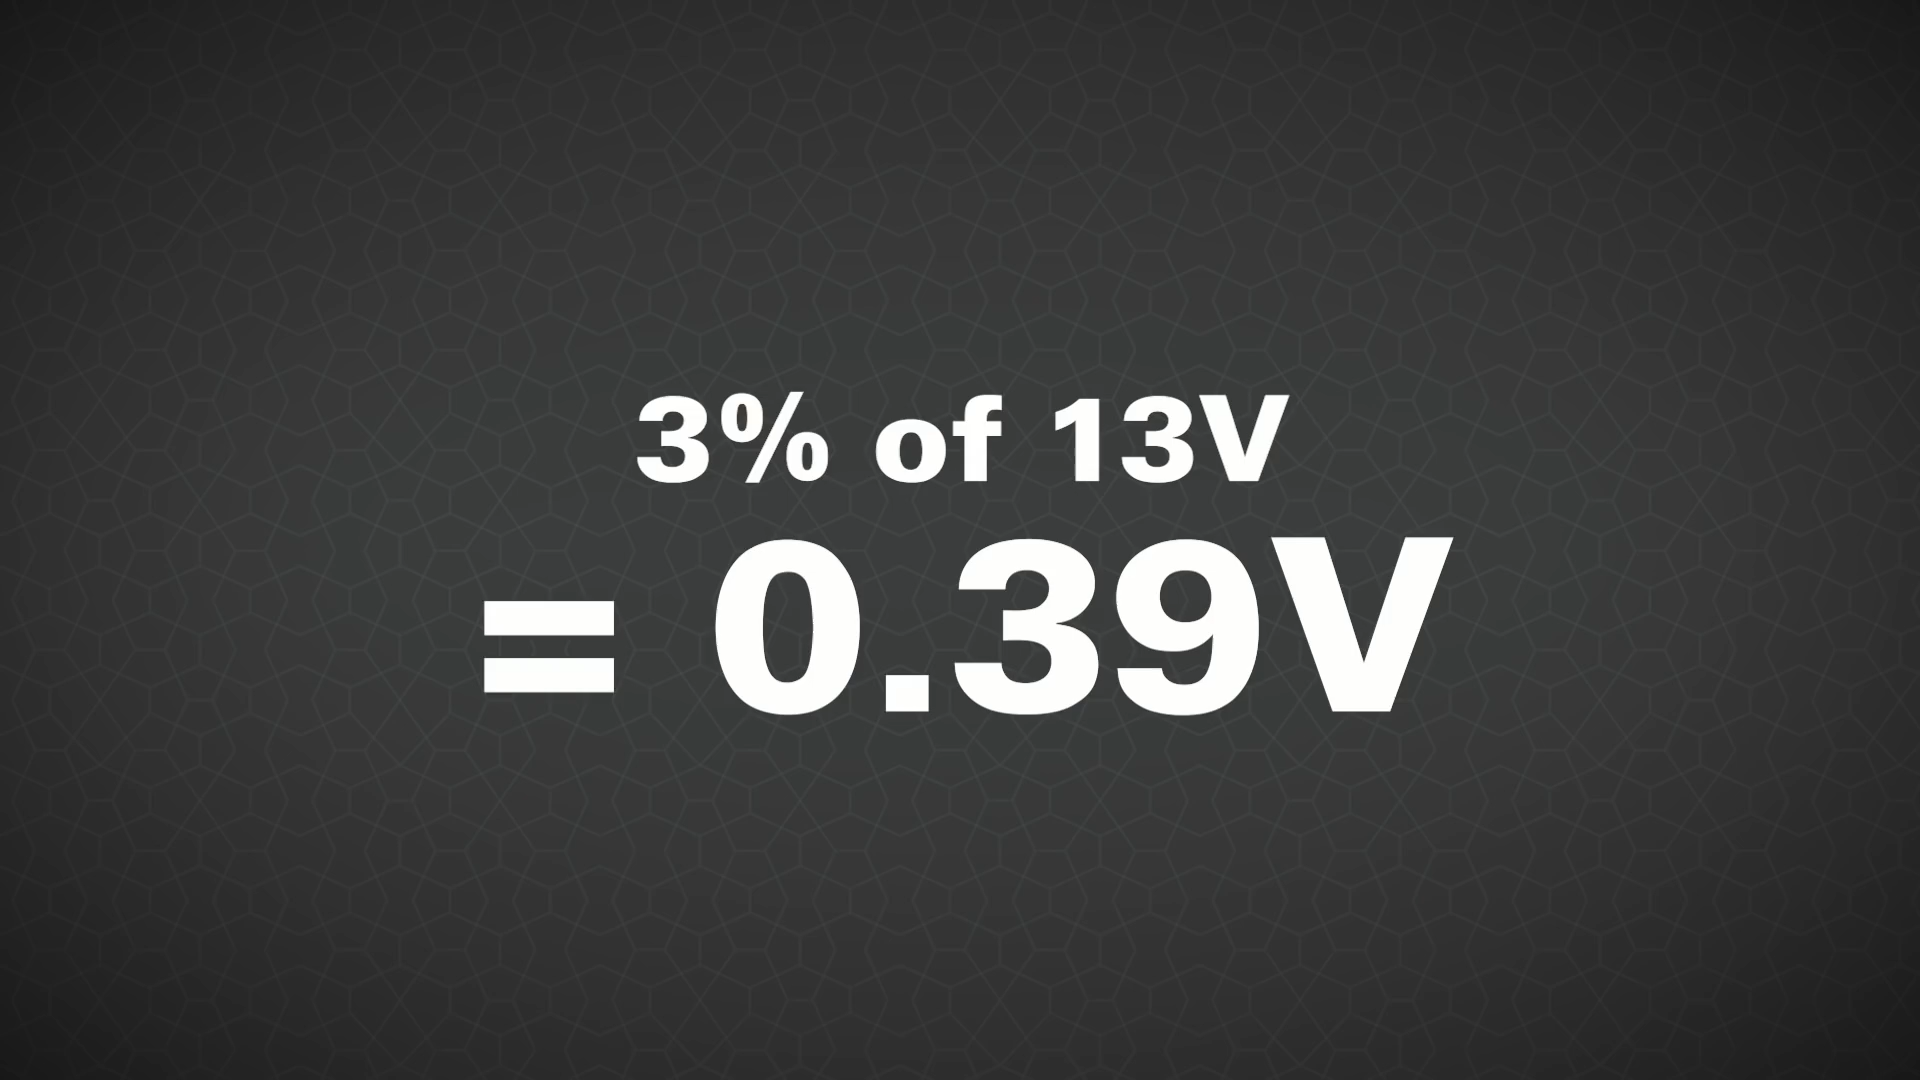 3% of 13V
= 0.39V